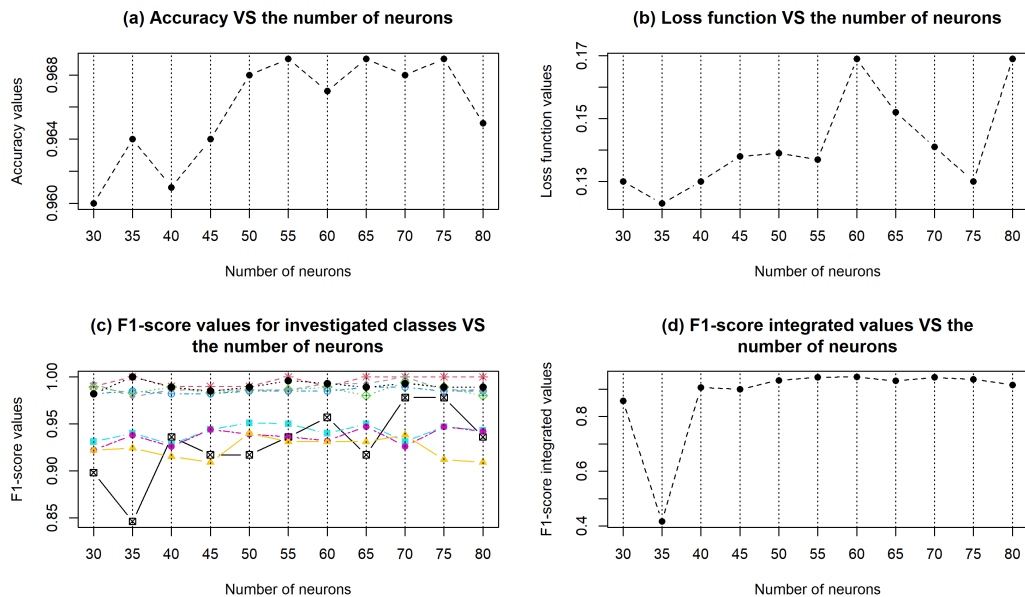 (a) Accuracy VS the number of neurons
Accuracy values
0.960 0.964 0.968
30 35 40 45 50 55 60 65 70 75 80
Number of neurons
(b) Loss function VS the number of neurons
Loss function values
0.13 0.15 0.17
30 35 40 45 50 55 60 65 70 75 80
Number of neurons
(c) F1-score values for investigated classes VS
the number of neurons
F1-score values
0.85 0.90 0.95 1.00
30 35 40 45 50 55 60 65 70 75 80
Number of neurons
(d) F1-score integrated values VS the
number of neurons
F1-score integrated values
0.4 0.6 0.8
30 35 40 45 50 55 60 65 70 75 80
Number of neurons